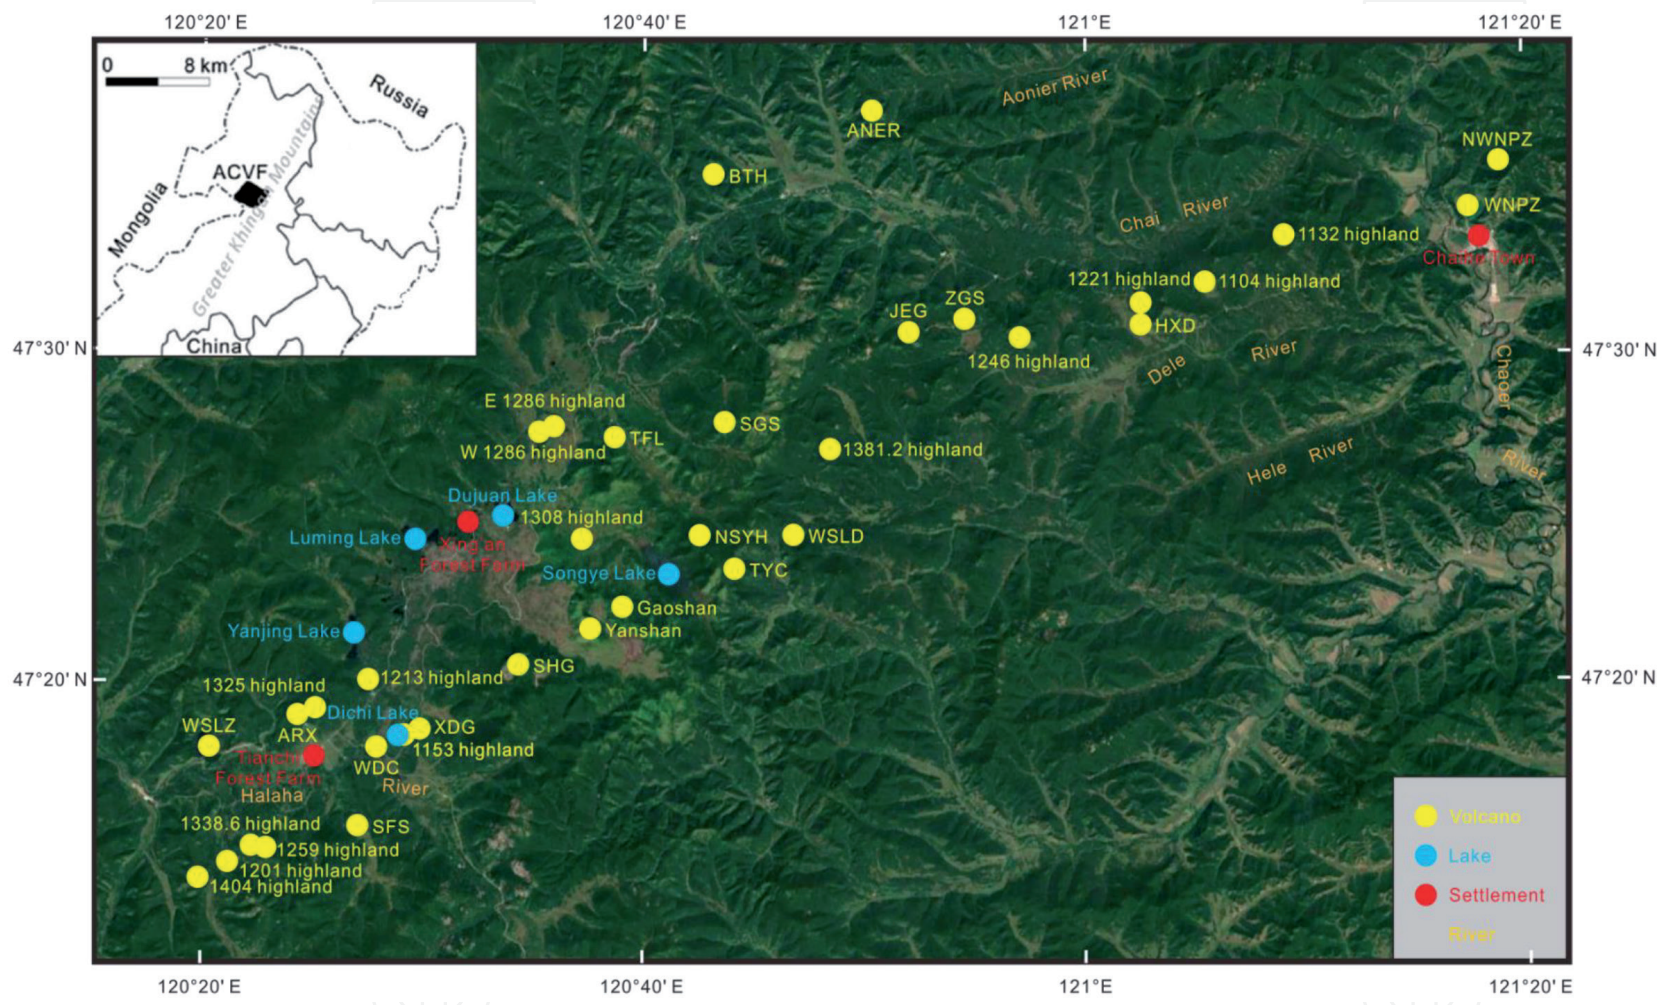 120°20' E
120°40' E
121°E
121°20' E
0
8 km
Russia
Aonier River
ANER
Greater Khingan Mountains
NWNPZ
ACVF
BTH
WNPZ
Mongolia
Chai River
1132 highland
Chaihe Town
1221 highland
1104 highland
ZGS
JEG
HXD
China
47°30' N
47°30' N
1246 highland
Dele River
Chaoer River
E 1286 highland
SGS
TFL
W 1286 highland
1381.2 highland
Hele River
Dujuan Lake
1308 highland
Luming Lake
Xing'an
Forest Farm
NSYH
WSLD
Songye Lake
TYC
Gaoshan
Yanjing Lake
Yanshan
SHG
1213 highland
47°20' N
47°20' N
1325 highland
Dichi Lake
WSLZ
XDG
ARX
1153 highland
Tianchi
Forest Farm
WDC
Halaha River
1338.6 highland
SFS
1259 highland
1201 highland
1404 highland
Volcano
Lake
Settlement
River
120°20' E
120°40' E
121°E
121°20' E